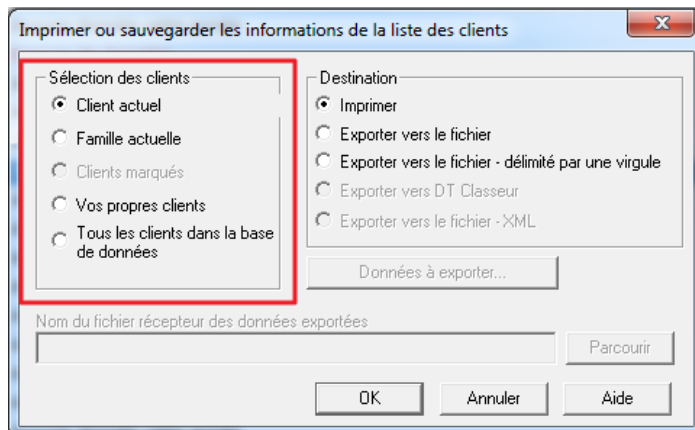 Imprimer ou sauvegarder les informations de la liste des clients
Sélection des clients
Client actuel
Famille actuelle
Clients marqués
Vos propres clients
Tous les clients dans la base
de données
Destination
Imprimer
Exporter vers le fichier
Exporter vers le fichier - délimité par une virgule
Exporter vers DT Classeur
Exporter vers le fichier - XML
Données à exporter...
Nom du fichier récepteur des données exportées
Parcourir
OK
Annuler
Aide